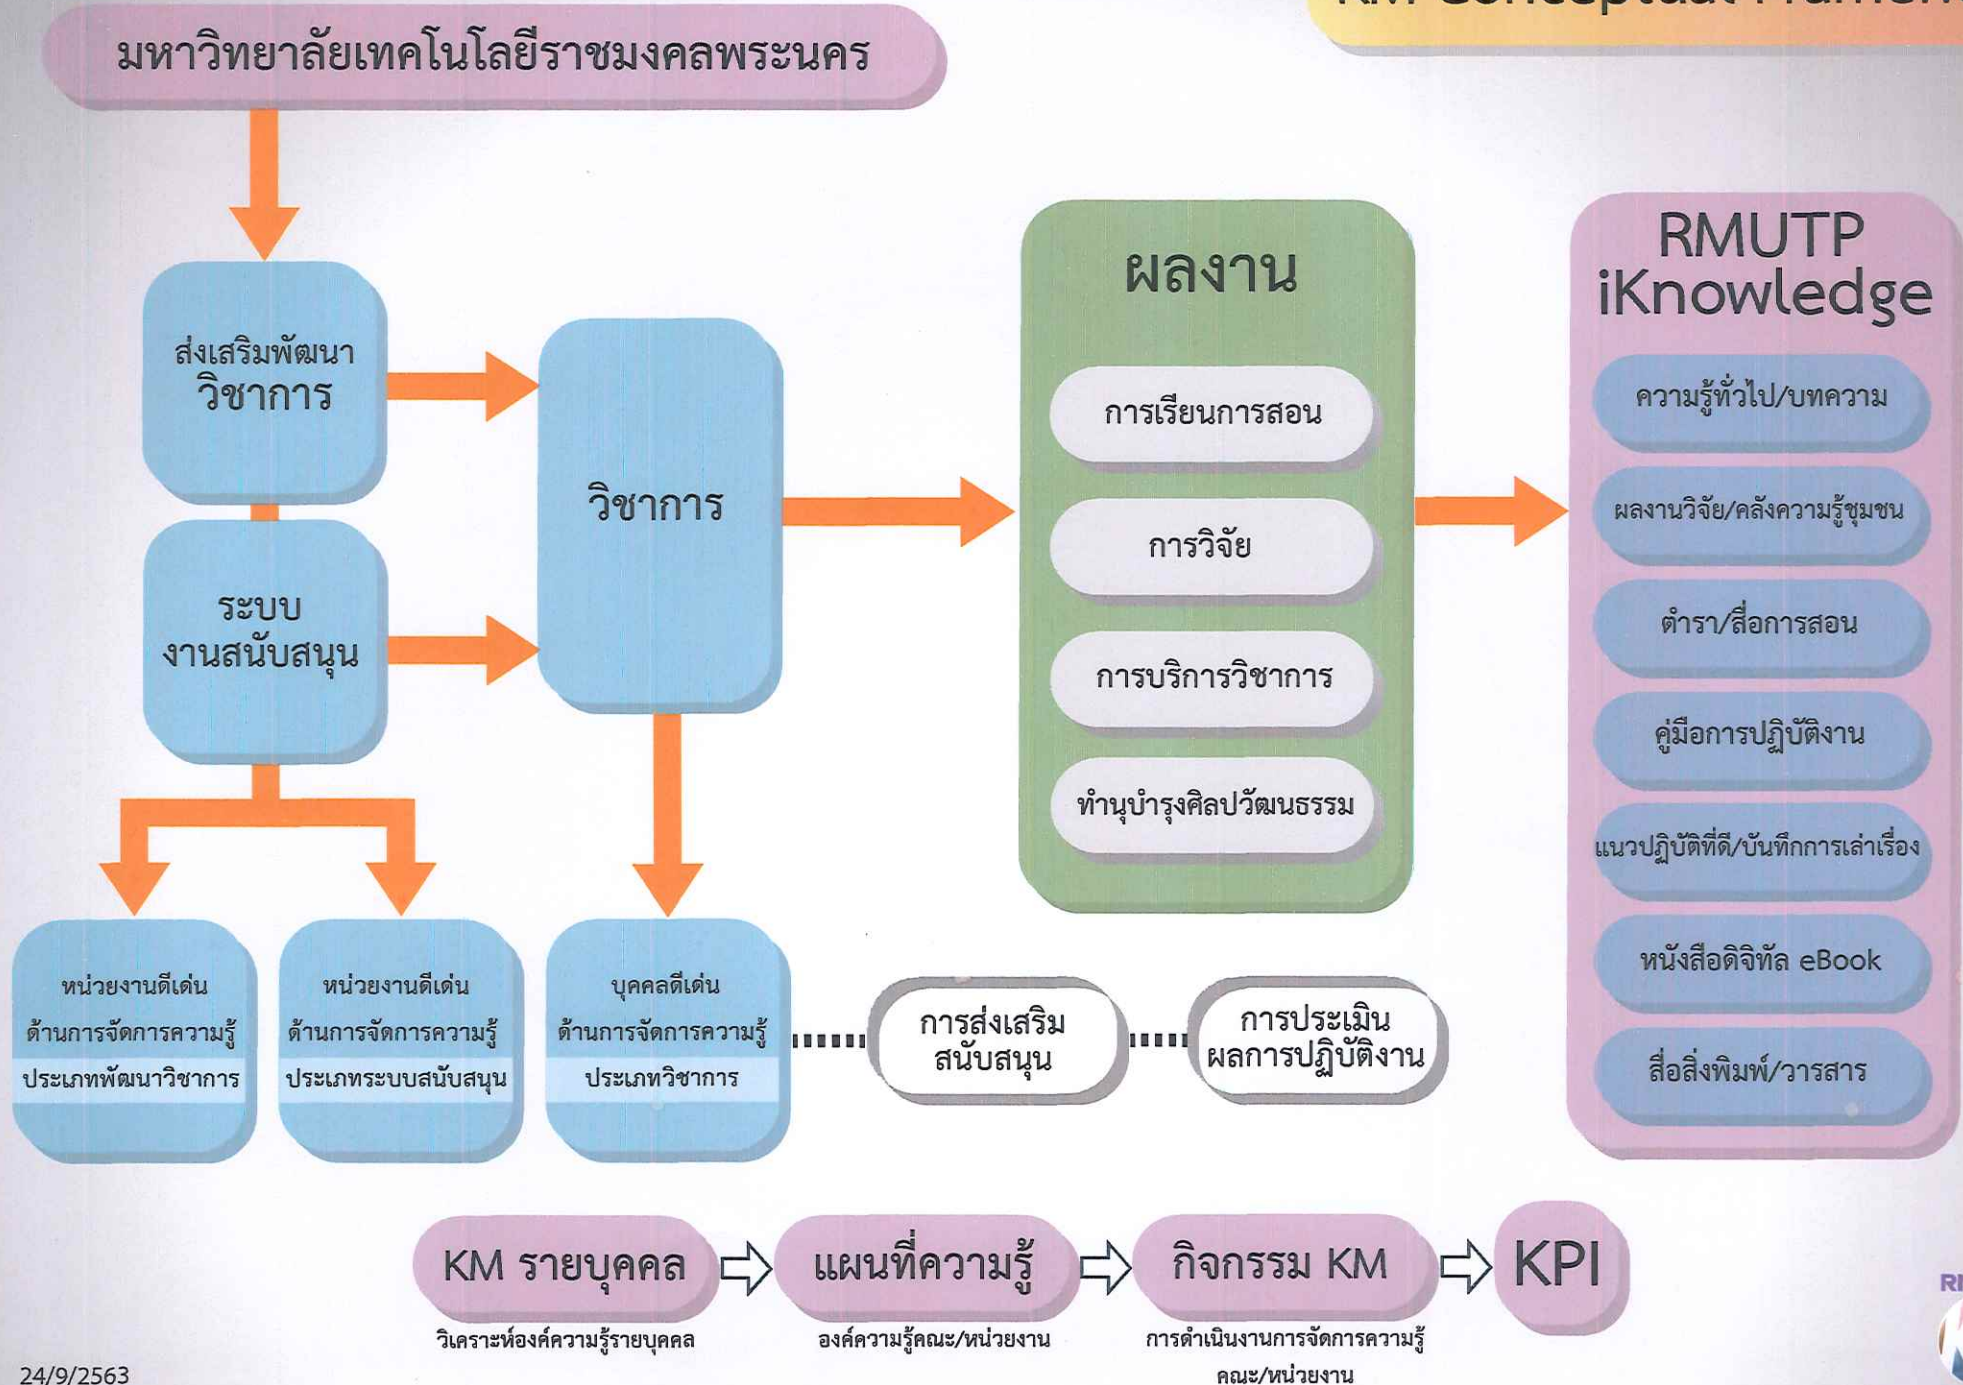 KM Conceptual Framew
มหาวิทยาลัยเทคโนโลยีราชมงคลพระนคร
ส่งเสริมพัฒนา
วิชาการ
ระบบ
งานสนับสนุน
วิชาการ
ผลงาน
การเรียนการสอน
การวิจัย
การบริการวิชาการ
ทำนุบำรุงศิลปวัฒนธรรม
RMUTP
iKnowledge
ความรู้ทั่วไป/บทความ
ผลงานวิจัย/คลังความรู้ชุมชน
ตำรา/สื่อการสอน
คู่มือการปฏิบัติงาน
แนวปฏิบัติที่ดี/บันทึกการเล่าเรื่อง
หนังสือดิจิทัล eBook
สื่อสิ่งพิมพ์/วารสาร
หน่วยงานดีเด่น
ด้านการจัดการความรู้
ประเภทพัฒนาวิชาการ
หน่วยงานดีเด่น
ด้านการจัดการความรู้
ประเภทระบบสนับสนุน
บุคคลดีเด่น
ด้านการจัดการความรู้
ประเภทวิชาการ
การส่งเสริม
สนับสนุน
การประเมิน
ผลการปฏิบัติงาน
KM รายบุคคล
วิเคราะห์องค์ความรู้รายบุคคล
แผนที่ความรู้
องค์ความรู้คณะ/หน่วยงาน
กิจกรรม KM
การดำเนินงานการจัดการความรู้
คณะ/หน่วยงาน
KPI
24/9/2563